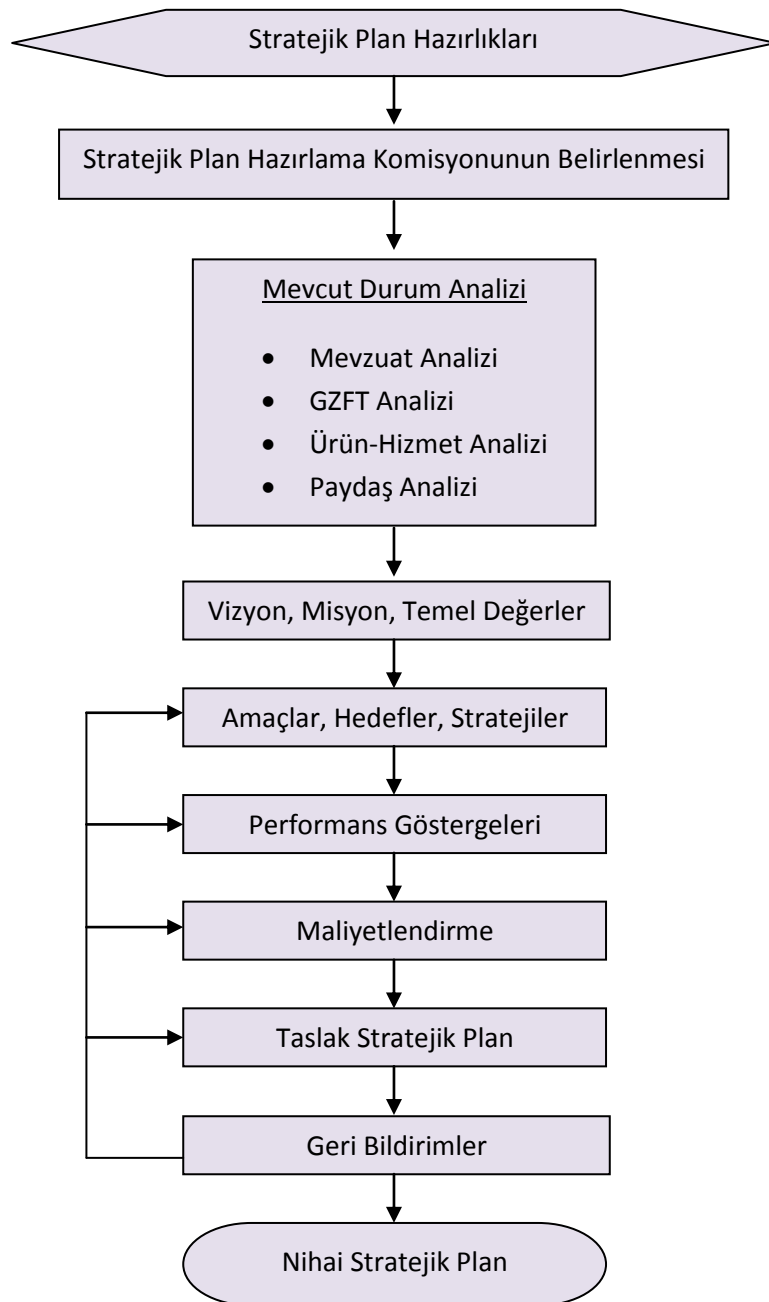 Stratejik Plan Hazırlıkları
Stratejik Plan Hazırlama Komisyonunun Belirlenmesi
Mevcut Durum Analizi
• Mevzuat Analizi
• GZFT Analizi
• Ürün-Hizmet Analizi
• Paydaş Analizi
Vizyon, Misyon, Temel Değerler
Amaçlar, Hedefler, Stratejiler
Performans Göstergeleri
Maliyetlendirme
Taslak Stratejik Plan
Geri Bildirimler
Nihai Stratejik Plan